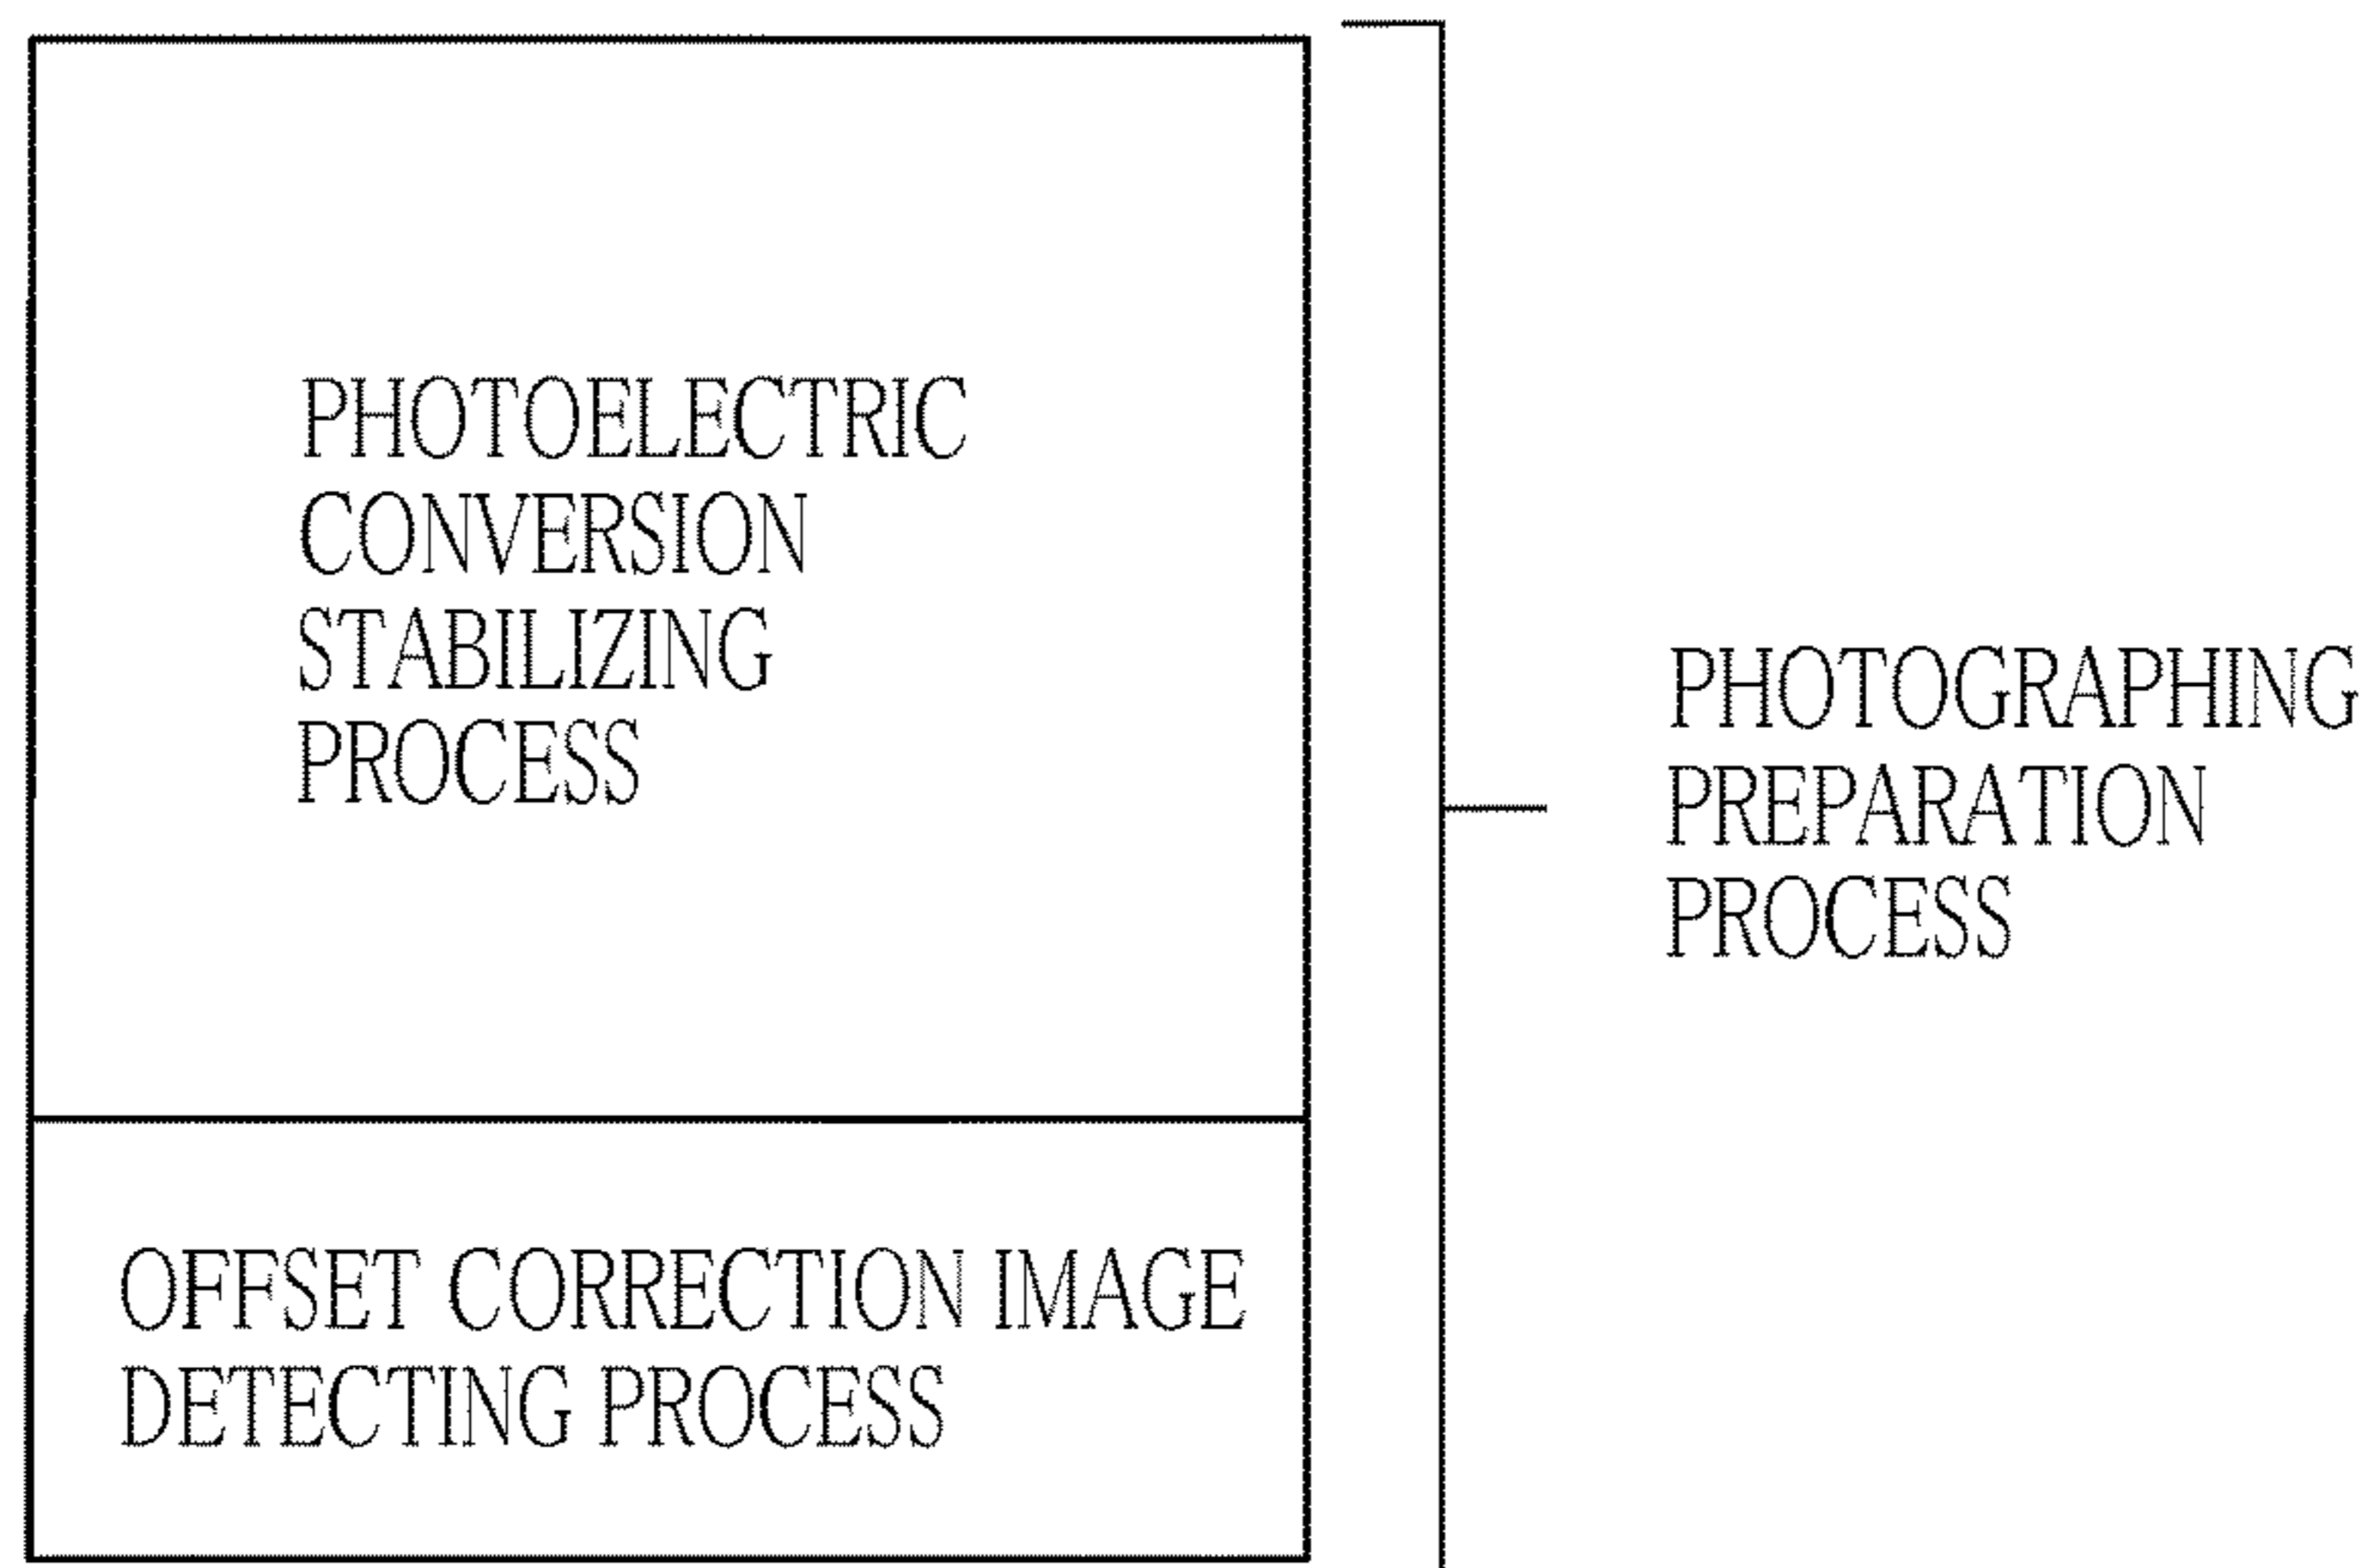 PHOTOELECTRIC
CONVERSION
STABILIZING
PROCESS
OFFSET CORRECTION IMAGE
DETECTING PROCESS
PHOTOGRAPHING
PREPARATION
PROCESS